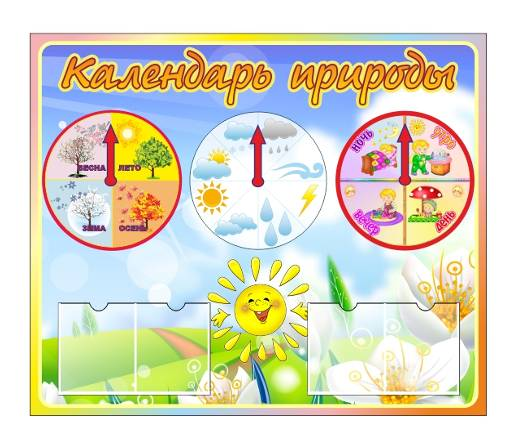 Календарь природы
ВЕСНА ЛЕТО
ЗИМА ОСЕНЬ
НОЧЬ УТРО
ВЕЧЕР ДЕНЬ